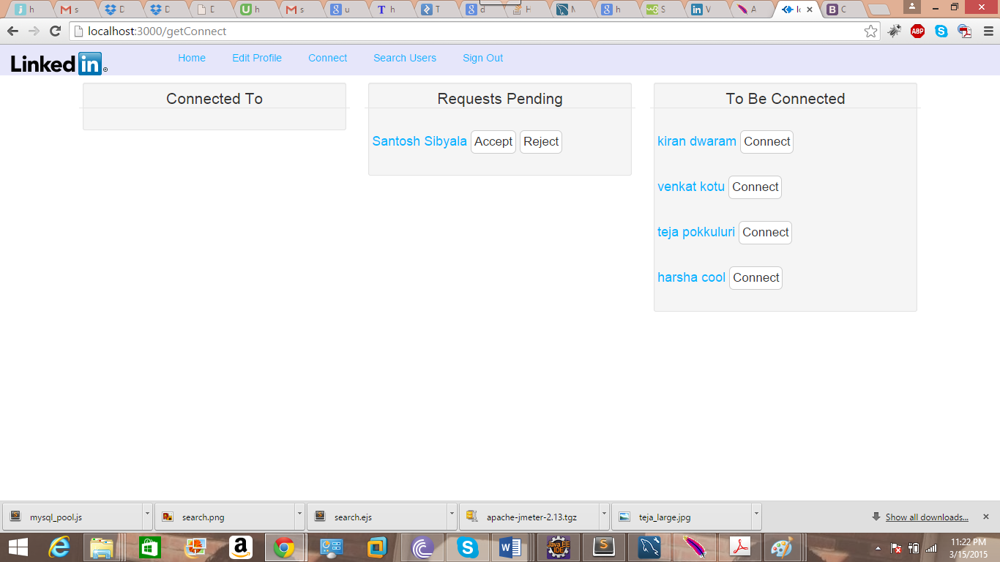 h
s
D
D
D
h
s
u
h
T
d
H
M
h
S
V
A
C
localhost:3000/getConnect
ABP
Linked in ®
Home
Edit Profile
Connect
Search Users
Sign Out
Connected To
Requests Pending
Santosh Sibyala Accept Reject
To Be Connected
kiran dwaram Connect
venkat kotu Connect
teja pokkuluri Connect
harsha cool Connect
mysql_pool.js
search.png
search.ejs
apache-jmeter-2.13.tgz
teja_large.jpg
Show all downloads...
Java EE
IDE
11:22 PM
3/15/2015